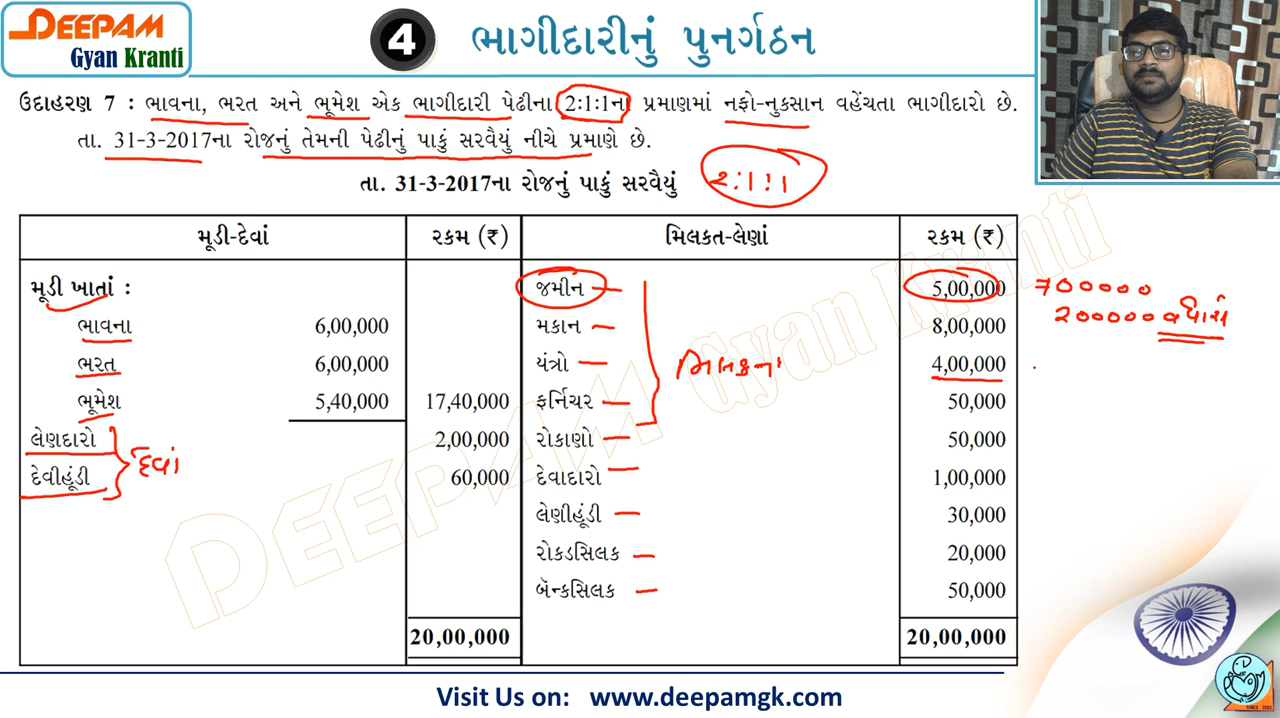 DEEPAM
Gyan Kranti
4 ભાગીદારીનું પુનર્ગઠન
ઉદાહરણ 7 : ભાવના, ભરત અને ભૂમેશ એક ભાગીદારી પેઢીના 2:1:1ના પ્રમાણમાં નફો-નુકસાન વહેંચતા ભાગીદારો છે.
તા. 31-3-2017ના રોજનું તેમની પેઢીનું પાકું સરવૈયું નીચે પ્રમાણે છે.
તા. 31-3-2017ના રોજનું પાકું સરવૈયું 2:1:1
મૂડી-દેવાં રકમ (₹) મિલકત-લેણાં રકમ (₹)
મૂડી ખાતાં : જમીન 5,00,000 700000
ભાવના 6,00,000 મકાન 8,00,000 200000 વધારો
ભરત 6,00,000 યંત્રો મિલકતો 4,00,000
ભૂમેશ 5,40,000 17,40,000 ફર્નિચર 50,000
લેણદારો 2,00,000 રોકાણો 50,000
દેવીહૂંડી દેવાં 60,000 દેવાદારો 1,00,000
લેણીહૂંડી 30,000
રોકડસિલક 20,000
બૅન્કસિલક 50,000
20,00,000 20,00,000
DEEPAM Gyan Kranti
Visit Us on: www.deepamgk.com
SINCE 2002